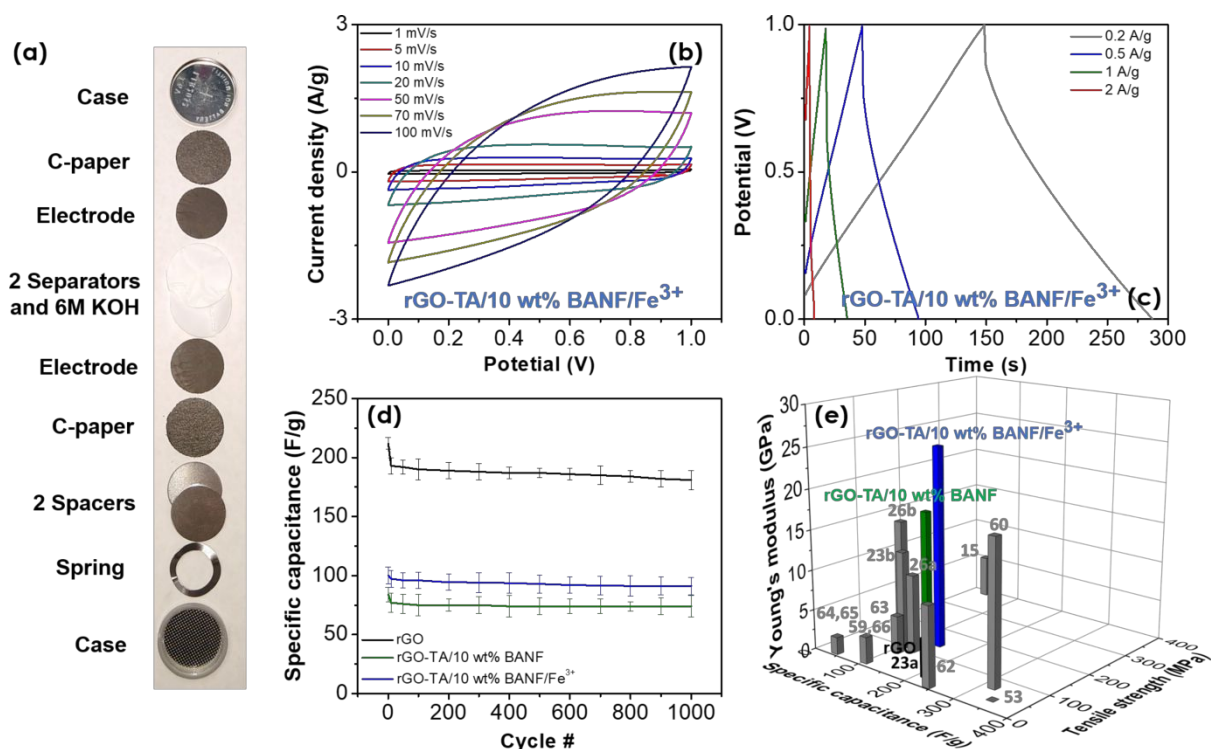 (a)
Case
C-paper
Electrode
2 Separators
and 6M KOH
Electrode
C-paper
2 Spacers
Spring
Case
(b)
3
0
-3
Current density (A/g)
1 mV/s
5 mV/s
10 mV/s
20 mV/s
50 mV/s
70 mV/s
100 mV/s
rGO-TA/10 wt% BANF/Fe³⁺
0.0 0.2 0.4 0.6 0.8 1.0
Potetial (V)
1.0
0.5
0.0
Potential (V)
0.2 A/g
0.5 A/g
1 A/g
2 A/g
rGO-TA/10 wt% BANF/Fe³⁺
(c)
0 50 100 150 200 250 300
Time (s)
(d)
250
200
150
100
50
0
Specific capacitance (F/g)
rGO
rGO-TA/10 wt% BANF
rGO-TA/10 wt% BANF/Fe³⁺
0 200 400 600 800 1000
Cycle #
(e)
30
25
20
15
10
5
0
Young's modulus (GPa)
rGO-TA/10 wt% BANF/Fe³⁺
rGO-TA/10 wt% BANF
26b
60
23b
26a
15
64,65
63
59,66
rGO
23a
62
53
100
200
300
400
Specific capacitance (F/g)
0
100
200
300
400
Tensile strength (MPa)